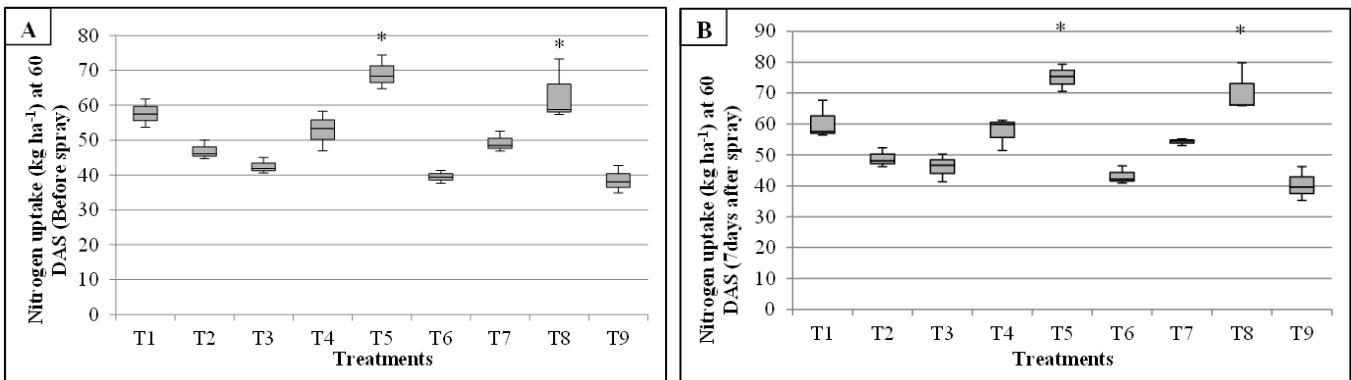 A
Nitrogen uptake (kg ha⁻¹) at 60
DAS (Before spray)
80
70
60
50
40
30
20
10
0
*
*
T1 T2 T3 T4 T5 T6 T7 T8 T9
Treatments
B
Nitrogen uptake (kg ha⁻¹) at 60
DAS (7days after spray)
90
80
70
60
50
40
30
20
10
0
*
*
T1 T2 T3 T4 T5 T6 T7 T8 T9
Treatments